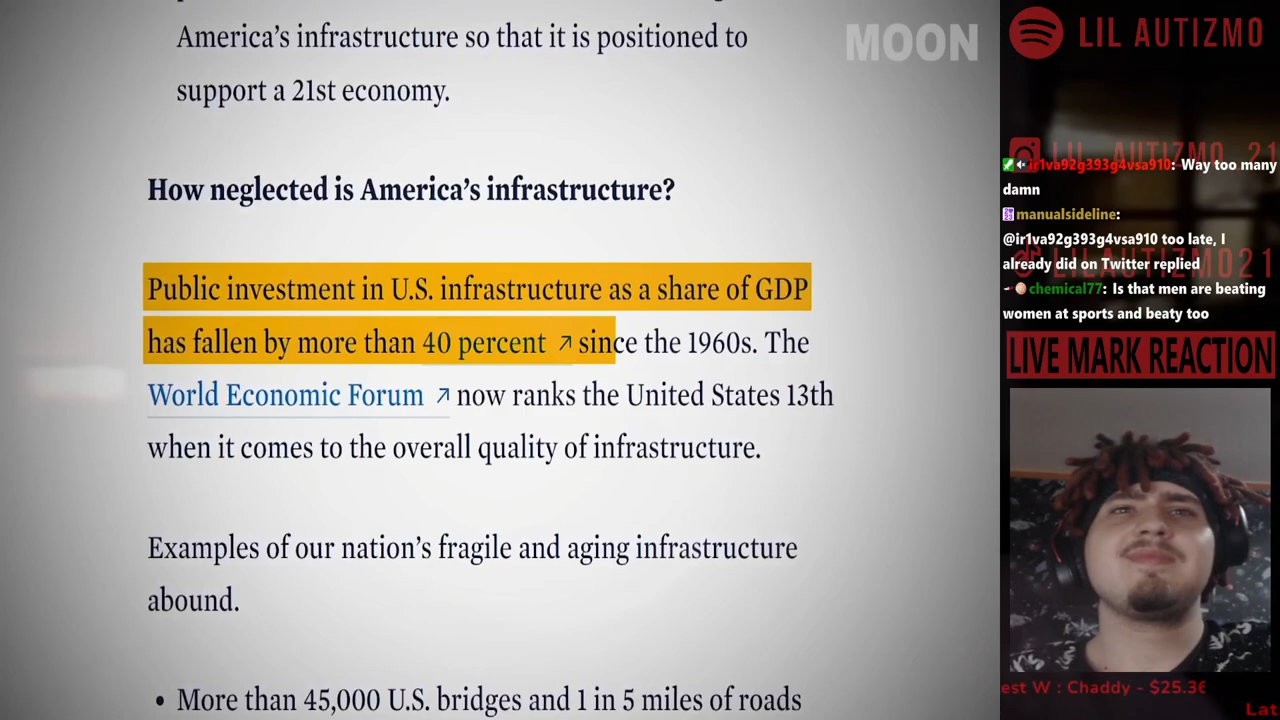 America's infrastructure so that it is positioned to
support a 21st economy.
MOON
How neglected is America's infrastructure?
Public investment in U.S. infrastructure as a share of GDP
has fallen by more than 40 percent ↗ since the 1960s. The
World Economic Forum ↗ now ranks the United States 13th
when it comes to the overall quality of infrastructure.
Examples of our nation's fragile and aging infrastructure
abound.
• More than 45,000 U.S. bridges and 1 in 5 miles of roads
LIL AUTIZMO
LIL_AUTIZMO_21
ir1va92g393g4vsa910: Way too many
damn
manualsideline:
@ir1va92g393g4vsa910 too late, I
already did on Twitter replied
LILAUTIZMO21
chemical77: Is that men are beating
women at sports and beaty too
LIVE MARK REACTION
est W : Chaddy - $25.36
Lat